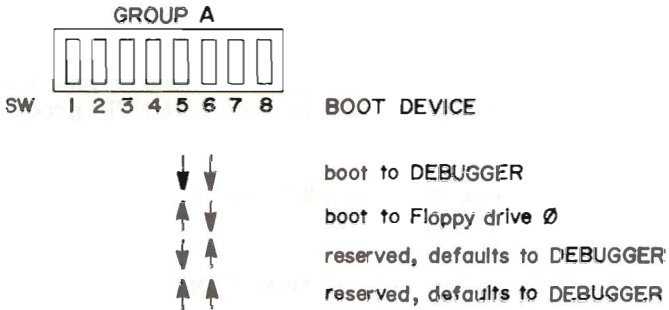 GROUP A
SW 1 2 3 4 5 6 7 8 BOOT DEVICE
boot to DEBUGGER
boot to Floppy drive Ø
reserved, defaults to DEBUGGER
reserved, defaults to DEBUGGER